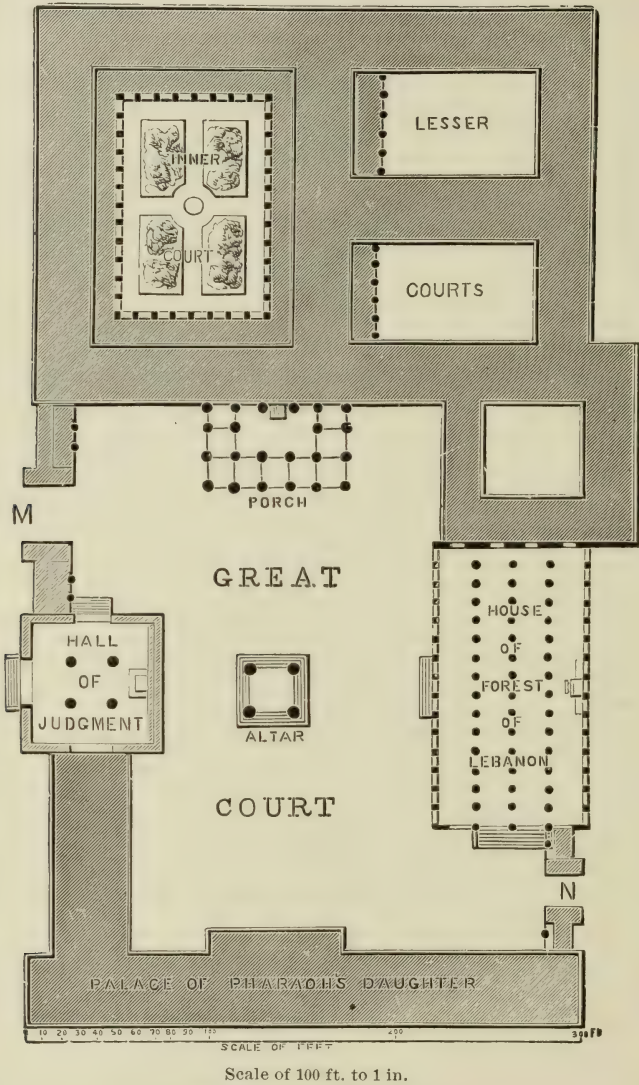 LESSER
INNER
COURT
COURTS
PORCH
M
GREAT
HALL
OF
JUDGMENT
HOUSE
OF
FOREST
OF
LEBANON
ALTAR
COURT
N
PALACE OF PHARAOH'S DAUGHTER
10 20 30 40 50 60 70 80 90 100 200 300 FT
SCALE OF FEET
Scale of 100 ft. to 1 in.